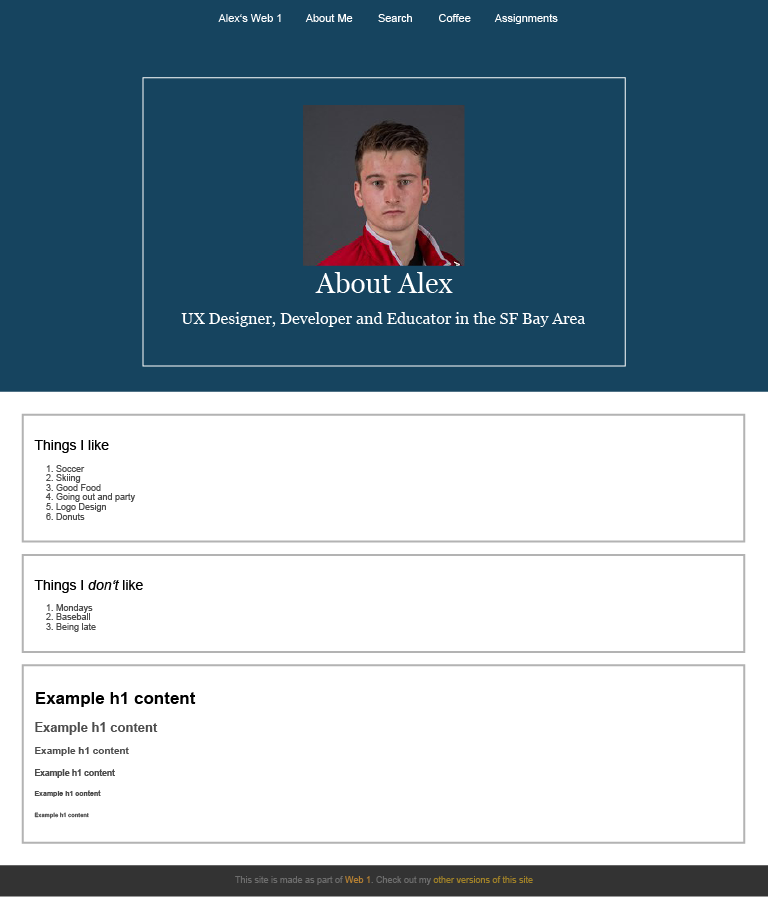 Alex's Web 1 About Me Search Coffee Assignments
About Alex
UX Designer, Developer and Educator in the SF Bay Area
Things I like
1. Soccer
2. Skiing
3. Good Food
4. Going out and party
5. Logo Design
6. Donuts
Things I don't like
1. Mondays
2. Baseball
3. Being late
Example h1 content
Example h1 content
Example h1 content
Example h1 content
Example h1 content
Example h1 content
This site is made as part of Web 1. Check out my other versions of this site